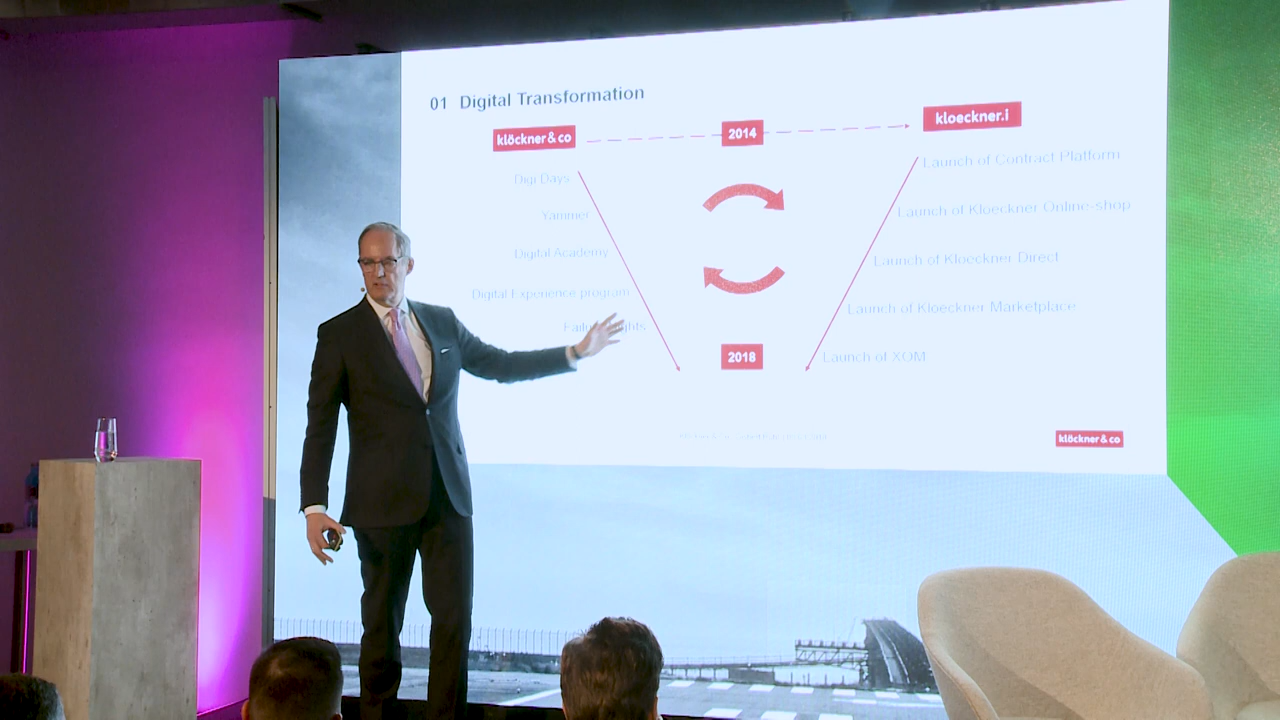 01 Digital Transformation
klöckner & co
2014
kloeckner.i
Digi Days
Yammer
Digital Academy
Digital Experience program
Launch of Contract Platform
Launch of Kloeckner Online-shop
Launch of Kloeckner Direct
Launch of Kloeckner Marketplace
Launch of XOM
2018
klöckner & co